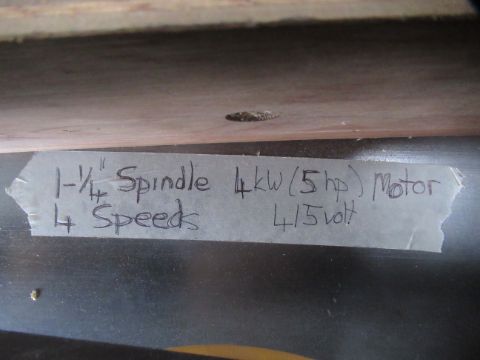 1-1/4" Spindle 4kW (5hp) Motor
4 Speeds 415volt